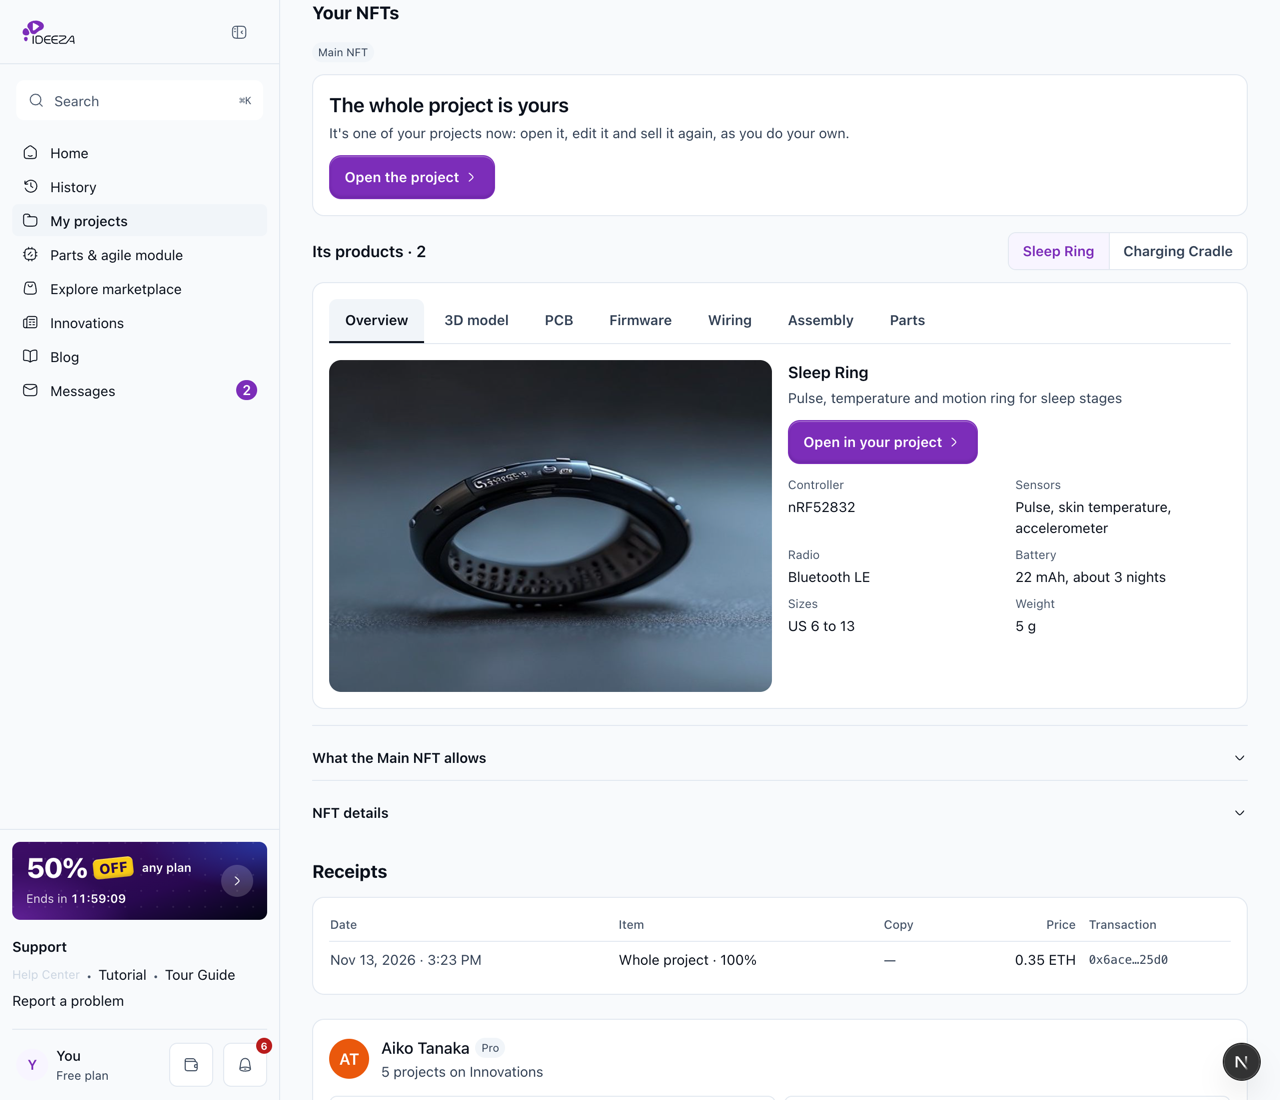 IDEEZA
Search
⌘K
Home
History
My projects
Parts & agile module
Explore marketplace
Innovations
Blog
Messages
2
50% OFF any plan
Ends in 11:59:09
Support
Help Center • Tutorial • Tour Guide
Report a problem
Y
You
Free plan
6
Your NFTs
Main NFT
The whole project is yours
It's one of your projects now: open it, edit it and sell it again, as you do your own.
Open the project
Its products · 2
Sleep Ring
Charging Cradle
Overview
3D model
PCB
Firmware
Wiring
Assembly
Parts
Sleep Ring
Pulse, temperature and motion ring for sleep stages
Open in your project
Controller
nRF52832
Sensors
Pulse, skin temperature,
accelerometer
Radio
Bluetooth LE
Battery
22 mAh, about 3 nights
Sizes
US 6 to 13
Weight
5 g
What the Main NFT allows
NFT details
Receipts
Date Item Copy Price Transaction
Nov 13, 2026 · 3:23 PM Whole project · 100% — 0.35 ETH 0x6ace…25d0
AT
Aiko Tanaka Pro
5 projects on Innovations
N